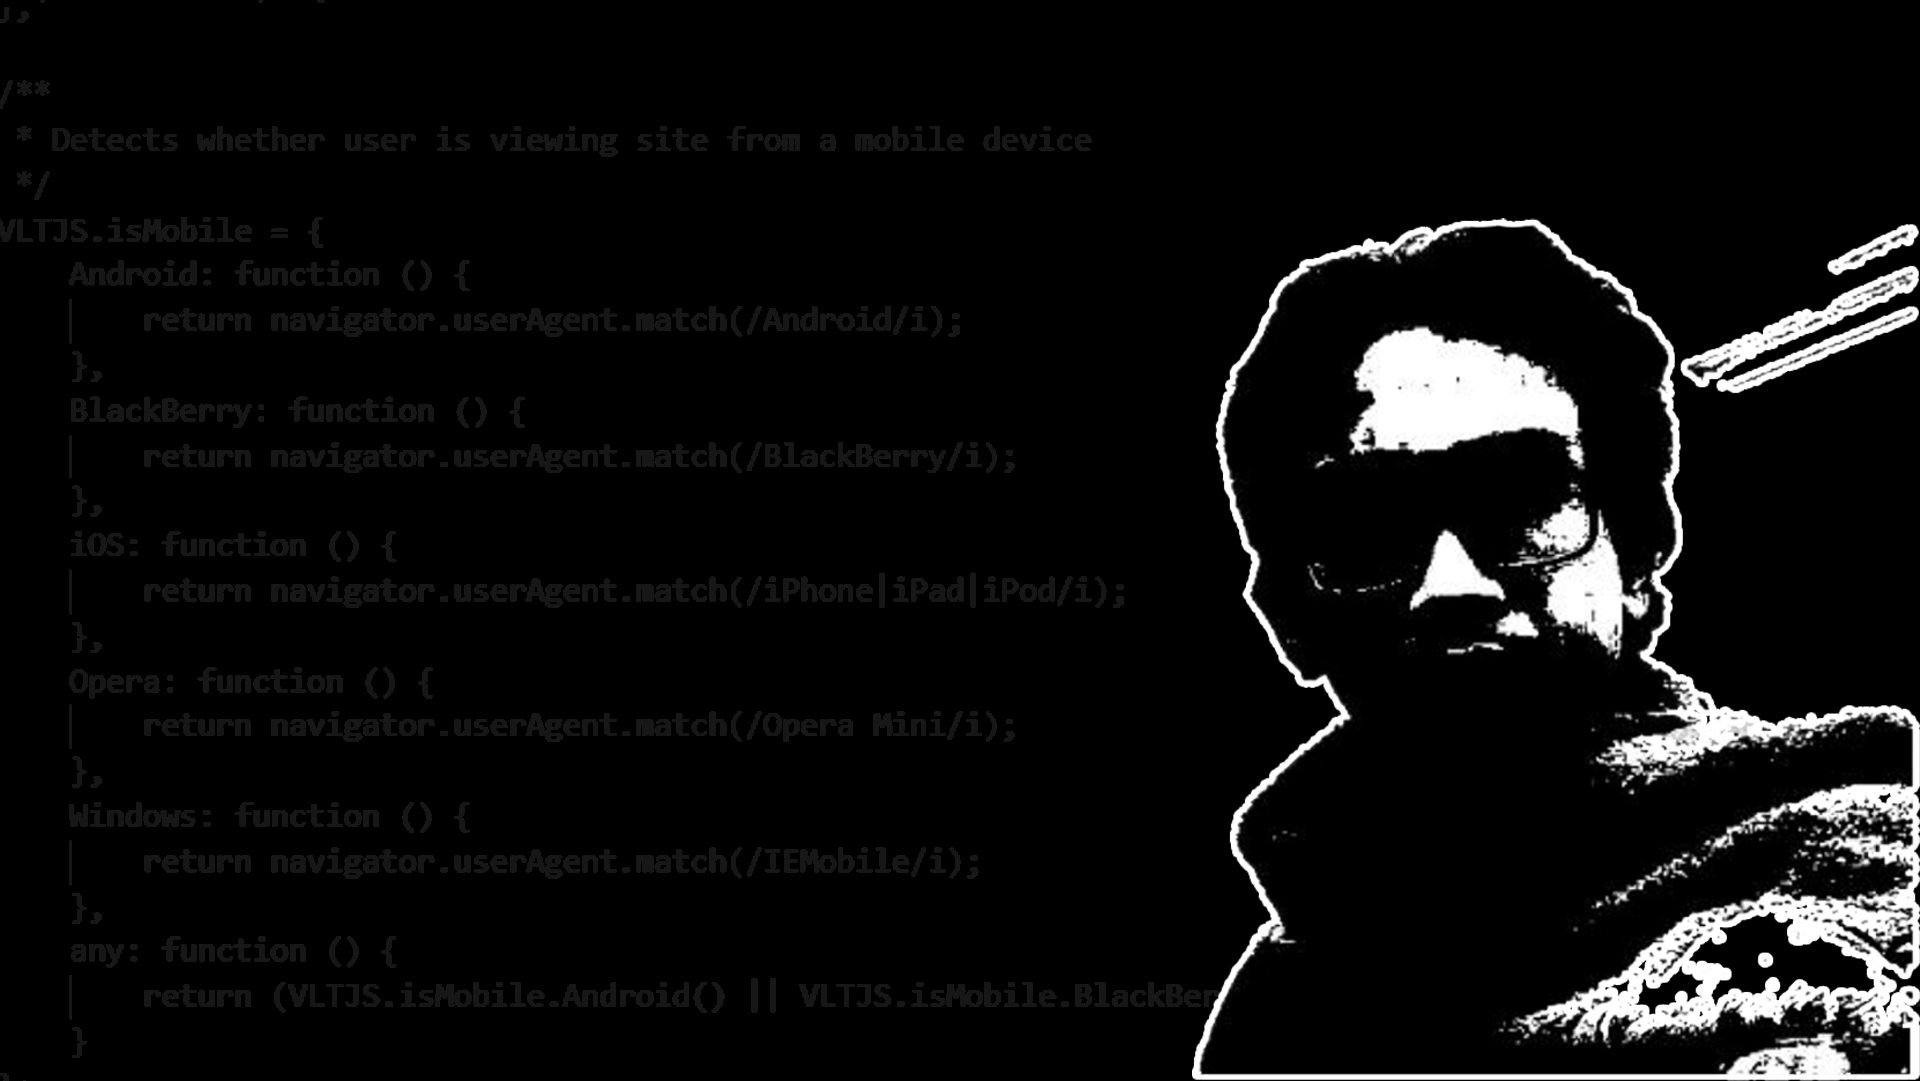 /**
 * Detects whether user is viewing site from a mobile device
 */
VLTJS.isMobile = {
    Android: function () {
        return navigator.userAgent.match(/Android/i);
    },
    BlackBerry: function () {
        return navigator.userAgent.match(/BlackBerry/i);
    },
    iOS: function () {
        return navigator.userAgent.match(/iPhone|iPad|iPod/i);
    },
    Opera: function () {
        return navigator.userAgent.match(/Opera Mini/i);
    },
    Windows: function () {
        return navigator.userAgent.match(/IEMobile/i);
    },
    any: function () {
        return (VLTJS.isMobile.Android() || VLTJS.isMobile.BlackBer
    }